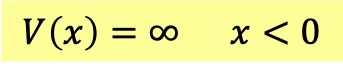 V(x) = ∞ x < 0